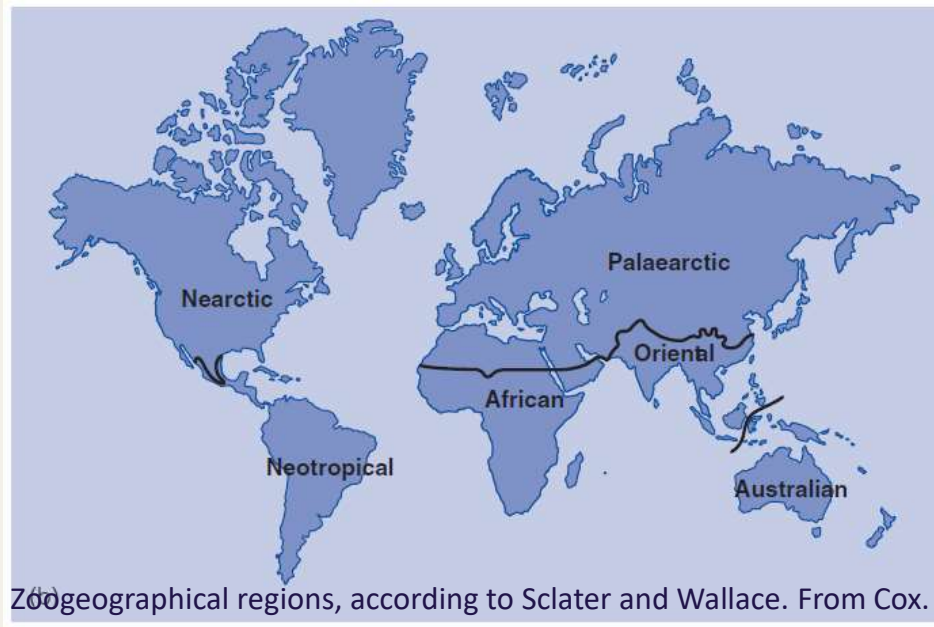 Palaearctic
Nearctic
Oriental
African
Neotropical
Australian
(b)
Zoogeographical regions, according to Sclater and Wallace. From Cox.